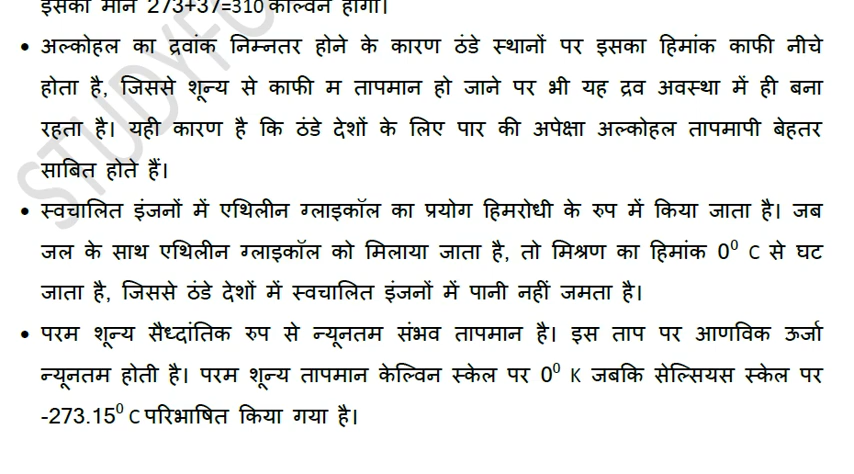 इसका मान 273+37=310 केल्विन होगा।
• अल्कोहल का द्रवांक निम्नतर होने के कारण ठंडे स्थानों पर इसका हिमांक काफी नीचे
होता है, जिससे शून्य से काफी म तापमान हो जाने पर भी यह द्रव अवस्था में ही बना
रहता है। यही कारण है कि ठंडे देशों के लिए पार की अपेक्षा अल्कोहल तापमापी बेहतर
साबित होते हैं।
• स्वचालित इंजनों में एथिलीन ग्लाइकॉल का प्रयोग हिमरोधी के रुप में किया जाता है। जब
जल के साथ एथिलीन ग्लाइकॉल को मिलाया जाता है, तो मिश्रण का हिमांक 0⁰ C से घट
जाता है, जिससे ठंडे देशों में स्वचालित इंजनों में पानी नहीं जमता है।
• परम शून्य सैध्दांतिक रुप से न्यूनतम संभव तापमान है। इस ताप पर आणविक ऊर्जा
न्यूनतम होती है। परम शून्य तापमान केल्विन स्केल पर 0⁰ K जबकि सेल्सियस स्केल पर
-273.15⁰ C परिभाषित किया गया है।
STUDYFO